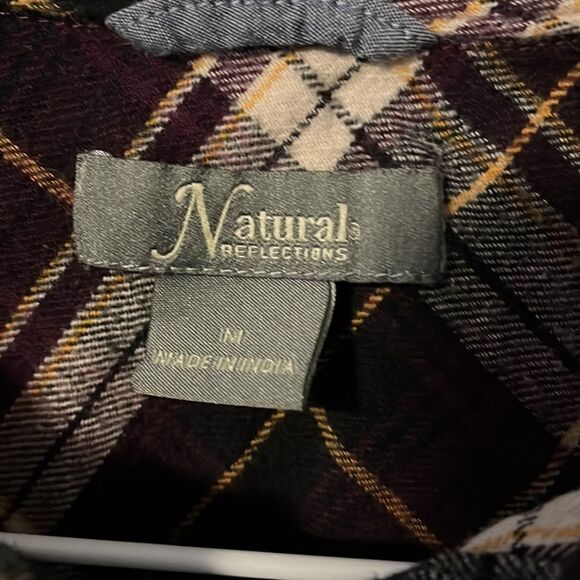 Natural
REFLECTIONS
M
MADE IN INDIA